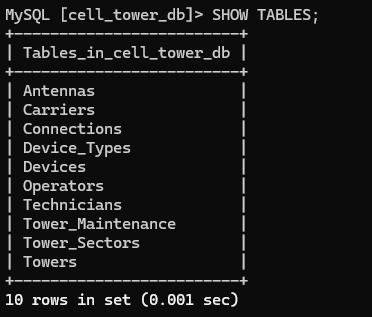 MySQL [cell_tower_db]> SHOW TABLES;
+-------------------------+
| Tables_in_cell_tower_db |
+-------------------------+
| Antennas                |
| Carriers                |
| Connections             |
| Device_Types            |
| Devices                 |
| Operators               |
| Technicians             |
| Tower_Maintenance       |
| Tower_Sectors           |
| Towers                  |
+-------------------------+
10 rows in set (0.001 sec)